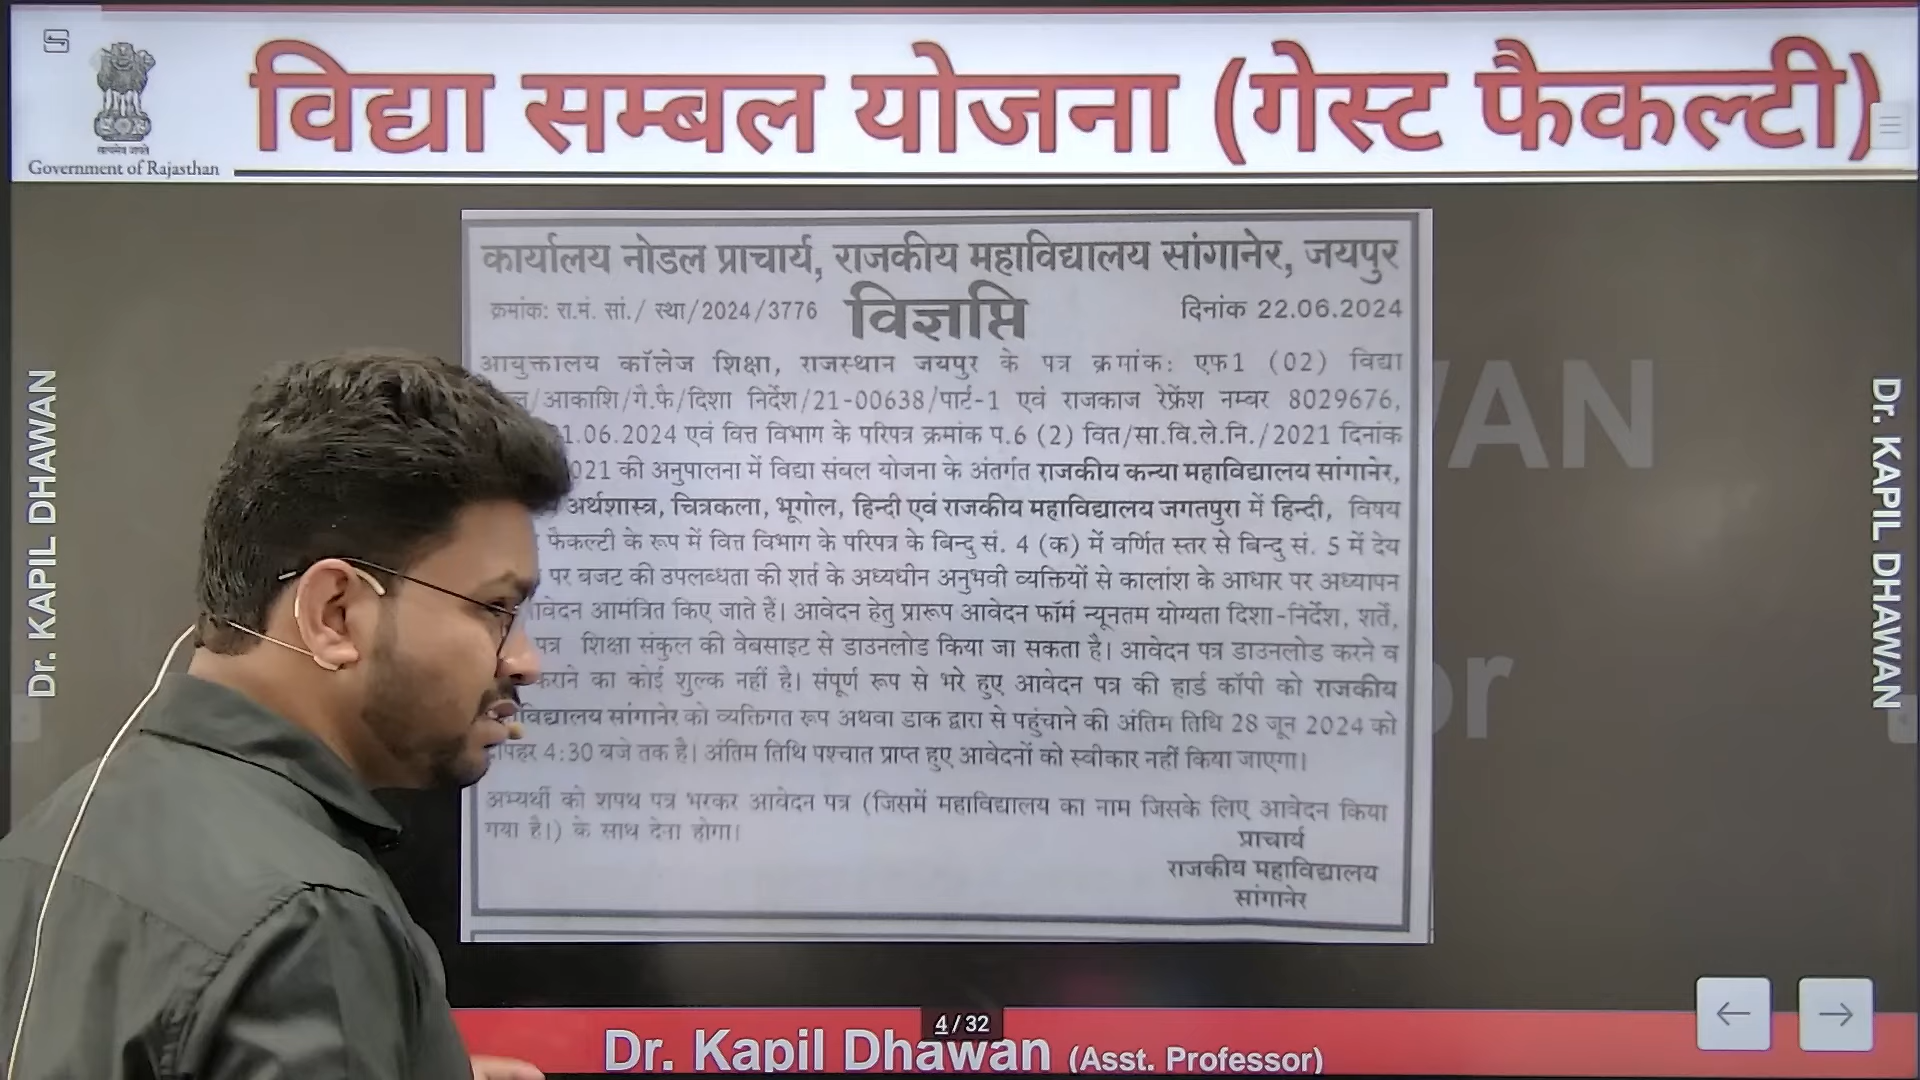 विद्या सम्बल योजना (गेस्ट फैकल्टी)
सत्यमेव जयते
Government of Rajasthan
कार्यालय नोडल प्राचार्य, राजकीय महाविद्यालय सांगानेर, जयपुर
क्रमांक: रा.मं. सां./ स्था/2024/3776 विज्ञप्ति दिनांक 22.06.2024
आयुक्तालय कॉलेज शिक्षा, राजस्थान जयपुर के पत्र क्रमांक: एफ1 (02) विद्या
/आकाशि/गै.फै/दिशा निर्देश/21-00638/पार्ट-1 एवं राजकाज रेफ्रेंश नम्बर 8029676,
1.06.2024 एवं वित्त विभाग के परिपत्र क्रमांक प.6 (2) वित/सा.वि.ले.नि./2021 दिनांक
021 की अनुपालना में विद्या संबल योजना के अंतर्गत राजकीय कन्या महाविद्यालय सांगानेर,
अर्थशास्त्र, चित्रकला, भूगोल, हिन्दी एवं राजकीय महाविद्यालय जगतपुरा में हिन्दी, विषय
फैकल्टी के रूप में वित्त विभाग के परिपत्र के बिन्दु सं. 4 (क) में वर्णित स्तर से बिन्दु सं. 5 में देय
पर बजट की उपलब्धता की शर्त के अध्यधीन अनुभवी व्यक्तियों से कालांश के आधार पर अध्यापन
आमंत्रित किए जाते हैं। आवेदन हेतु प्रारूप आवेदन फॉर्म न्यूनतम योग्यता दिशा-निर्देश, शर्ते,
पत्र शिक्षा संकुल की वेबसाइट से डाउनलोड किया जा सकता है। आवेदन पत्र डाउनलोड करने व
कराने का कोई शुल्क नहीं है। संपूर्ण रूप से भरे हुए आवेदन पत्र की हार्ड कॉपी को राजकीय
सांगानेर को व्यक्तिगत रूप अथवा डाक द्वारा से पहुंचाने की अंतिम तिथि 28 जून 2024 को
4:30 बजे तक है। अंतिम तिथि पश्चात प्राप्त हुए आवेदनों को स्वीकार नहीं किया जाएगा।
अभ्यर्थी को शपथ पत्र भरकर आवेदन पत्र (जिसमें महाविद्यालय का नाम जिसके लिए आवेदन किया
गया है।) के साथ देना होगा।
प्राचार्य
राजकीय महाविद्यालय
सांगानेर
Dr. KAPIL DHAWAN
Dr. KAPIL DHAWAN
4/32
Dr. Kapil Dhawan (Asst. Professor)